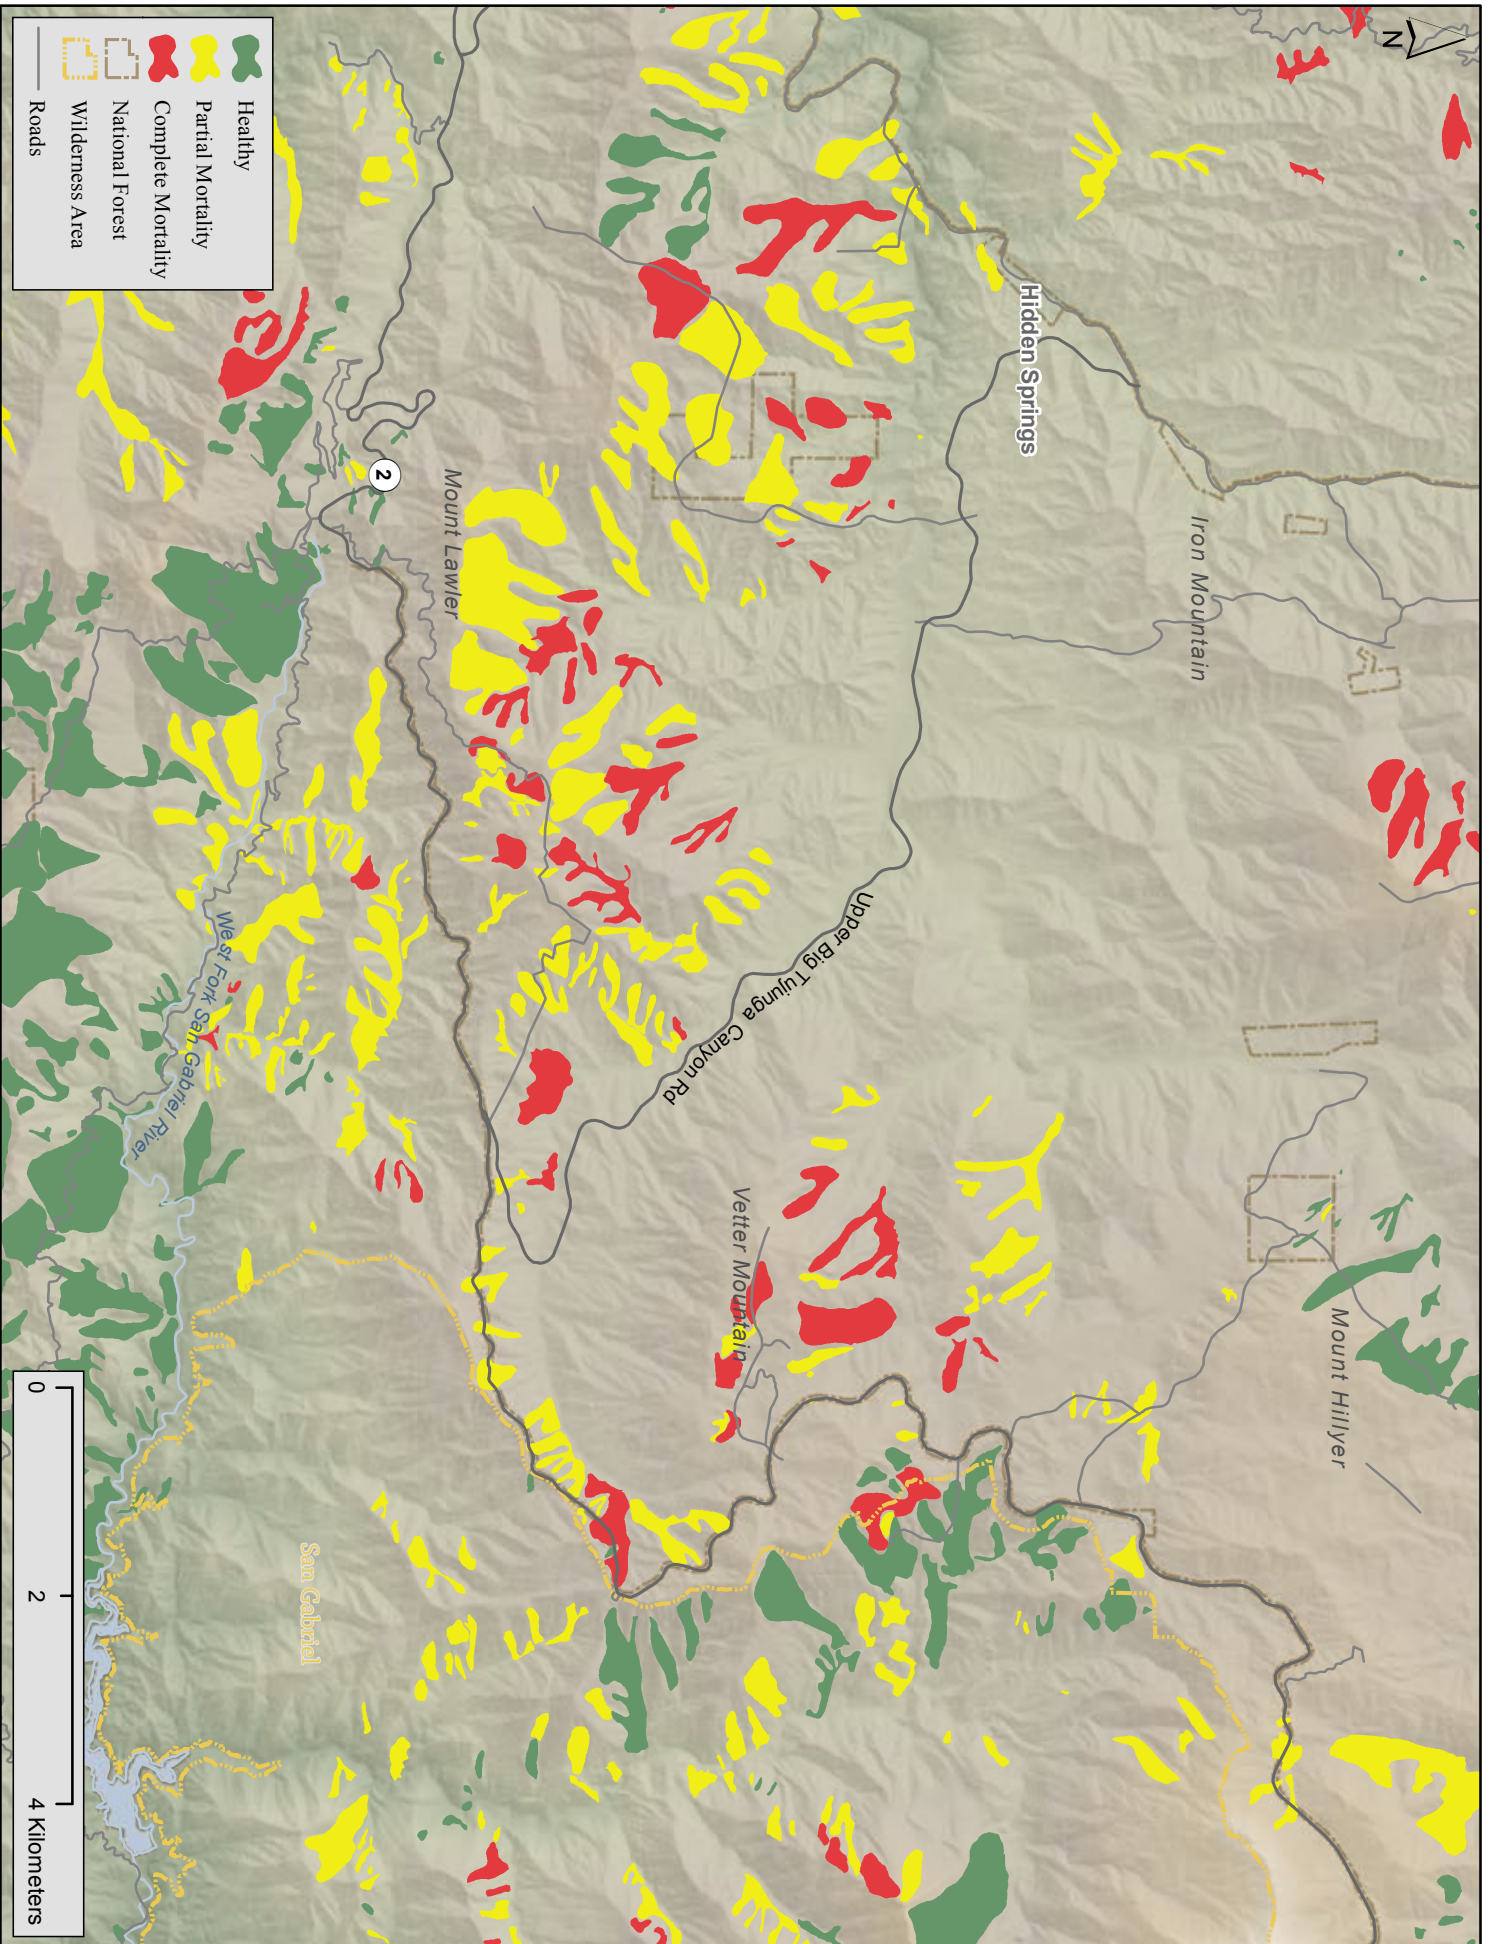 N
Hidden Springs
Iron Mountain
Mount Hillyer
Upper Big Tujunga Canyon Rd
Vetter Mountain
Mount Lawler
2
West Fork San Gabriel River
San Gabriel
Healthy
Partial Mortality
Complete Mortality
National Forest
Wilderness Area
Roads
0 2 4 Kilometers